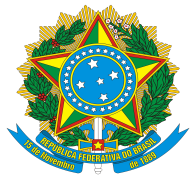 REPÚBLICA FEDERATIVA DO BRASIL
15 de Novembro
de 1889